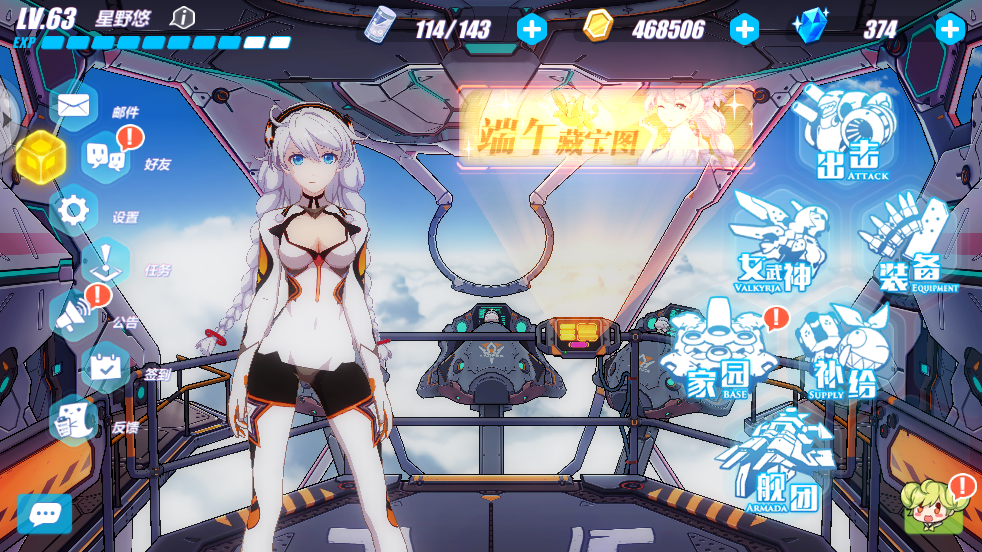 LV.63 星野悠
EXP
114/143
468506
374
邮件
好友
设置
任务
公告
签到
反馈
端午藏宝图
出击
ATTACK
女武神
VALKYRJA
装备
EQUIPMENT
家园
BASE
补给
SUPPLY
舰团
ARMADA